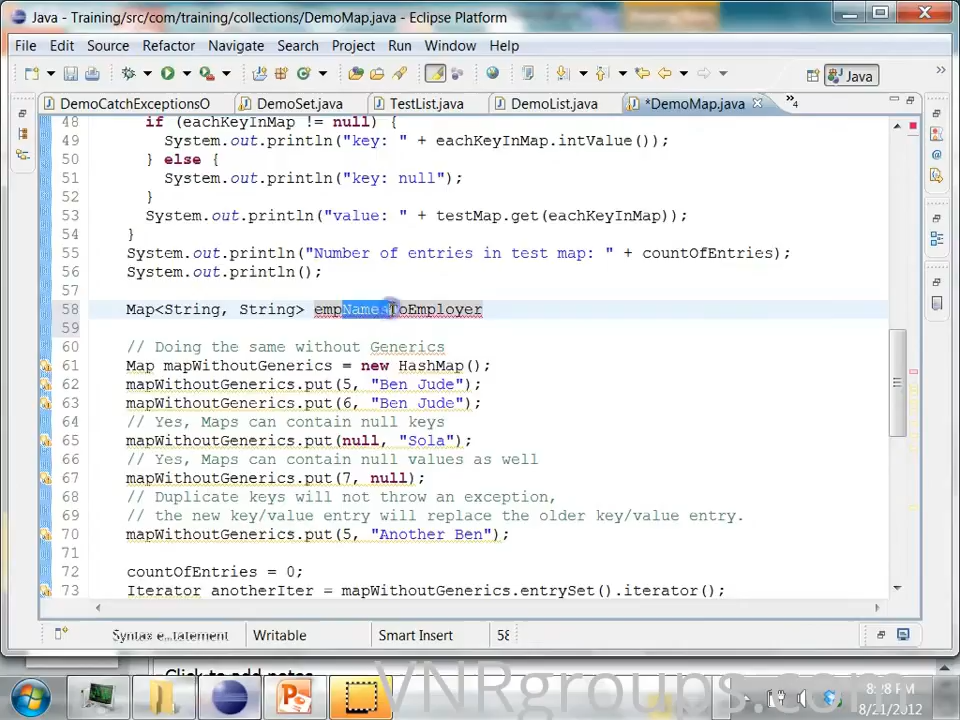 Java - Training/src/com/training/collections/DemoMap.java - Eclipse Platform
File Edit Source Refactor Navigate Search Project Run Window Help
Java
DemoCatchExceptionsO DemoSet.java TestList.java DemoList.java *DemoMap.java 4
48 if (eachKeyInMap != null) {
49 System.out.println("key: " + eachKeyInMap.intValue());
50 } else {
51 System.out.println("key: null");
52 }
53 System.out.println("value: " + testMap.get(eachKeyInMap));
54 }
55 System.out.println("Number of entries in test map: " + countOfEntries);
56 System.out.println();
57
58 Map<String, String> empNamesToEmployer
59
60 // Doing the same without Generics
61 Map mapWithoutGenerics = new HashMap();
62 mapWithoutGenerics.put(5, "Ben Jude");
63 mapWithoutGenerics.put(6, "Ben Jude");
64 // Yes, Maps can contain null keys
65 mapWithoutGenerics.put(null, "Sola");
66 // Yes, Maps can contain null values as well
67 mapWithoutGenerics.put(7, null);
68 // Duplicate keys will not throw an exception,
69 // the new key/value entry will replace the older key/value entry.
70 mapWithoutGenerics.put(5, "Another Ben");
71
72 countOfEntries = 0;
73 Iterator anotherIter = mapWithoutGenerics.entrySet().iterator();
Syntax e...tatement Writable Smart Insert 58
Click to add notes
VNRgroups.com
8/21/2012